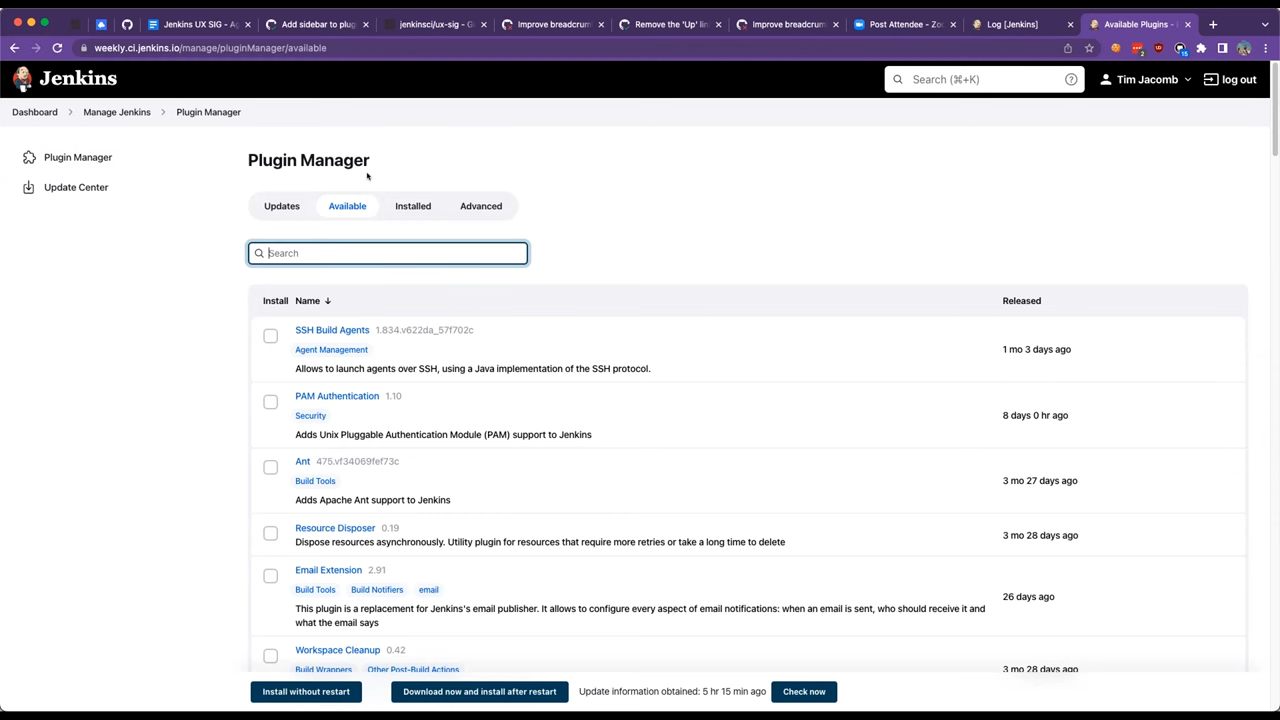 Jenkins UX SIG - A
Add sidebar to plug
jenkinsci/ux-sig - G
Improve breadcrum
Remove the 'Up' lin
Improve breadcrum
Post Attendee - Zoo
Log [Jenkins]
Available Plugins -
weekly.ci.jenkins.io/manage/pluginManager/available
Jenkins
Search (⌘+K)
Tim Jacomb
log out
Dashboard
Manage Jenkins
Plugin Manager
Plugin Manager
Update Center
Plugin Manager
Updates
Available
Installed
Advanced
Search
Install
Name ↓
Released
SSH Build Agents 1.834.v622da_57f702c
Agent Management
Allows to launch agents over SSH, using a Java implementation of the SSH protocol.
1 mo 3 days ago
PAM Authentication 1.10
Security
Adds Unix Pluggable Authentication Module (PAM) support to Jenkins
8 days 0 hr ago
Ant 475.vf34069fef73c
Build Tools
Adds Apache Ant support to Jenkins
3 mo 27 days ago
Resource Disposer 0.19
Dispose resources asynchronously. Utility plugin for resources that require more retries or take a long time to delete
3 mo 28 days ago
Email Extension 2.91
Build Tools Build Notifiers email
This plugin is a replacement for Jenkins's email publisher. It allows to configure every aspect of email notifications: when an email is sent, who should receive it and
what the email says
26 days ago
Workspace Cleanup 0.42
Build Wrappers Other Post-Build Actions
3 mo 28 days ago
Install without restart
Download now and install after restart
Update information obtained: 5 hr 15 min ago
Check now